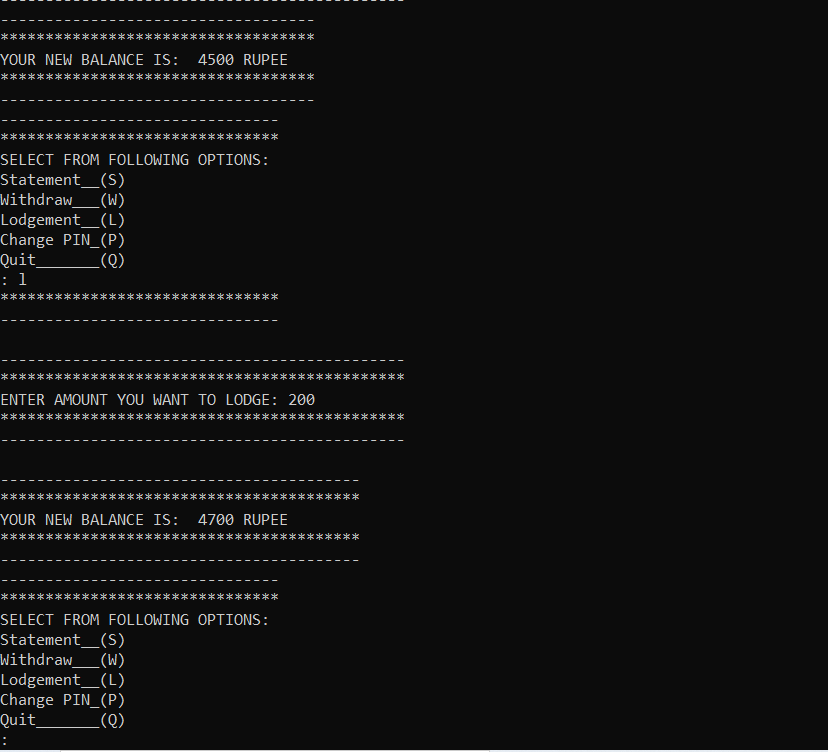 ---------------------------------------------
-----------------------------------
***********************************
YOUR NEW BALANCE IS:  4500 RUPEE
***********************************
-----------------------------------
-------------------------------
*******************************
SELECT FROM FOLLOWING OPTIONS:
Statement__(S)
Withdraw___(W)
Lodgement__(L)
Change PIN_(P)
Quit_______(Q)
: l
*******************************
-------------------------------
---------------------------------------------
*********************************************
ENTER AMOUNT YOU WANT TO LODGE: 200
*********************************************
---------------------------------------------
----------------------------------------
****************************************
YOUR NEW BALANCE IS:  4700 RUPEE
****************************************
----------------------------------------
-------------------------------
*******************************
SELECT FROM FOLLOWING OPTIONS:
Statement__(S)
Withdraw___(W)
Lodgement__(L)
Change PIN_(P)
Quit_______(Q)
: